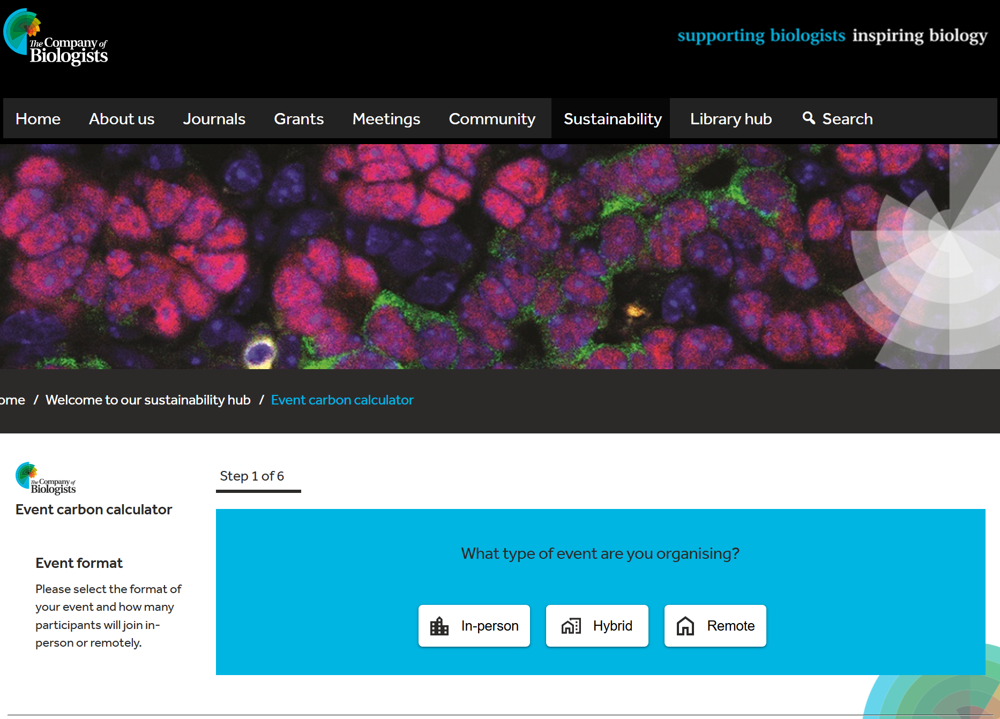 The Company of
Biologists
supporting biologists inspiring biology
Home About us Journals Grants Meetings Community Sustainability Library hub Search
ome / Welcome to our sustainability hub / Event carbon calculator
The Company of
Biologists
Event carbon calculator
Event format
Please select the format of
your event and how many
participants will join in-
person or remotely.
Step 1 of 6
What type of event are you organising?
In-person Hybrid Remote